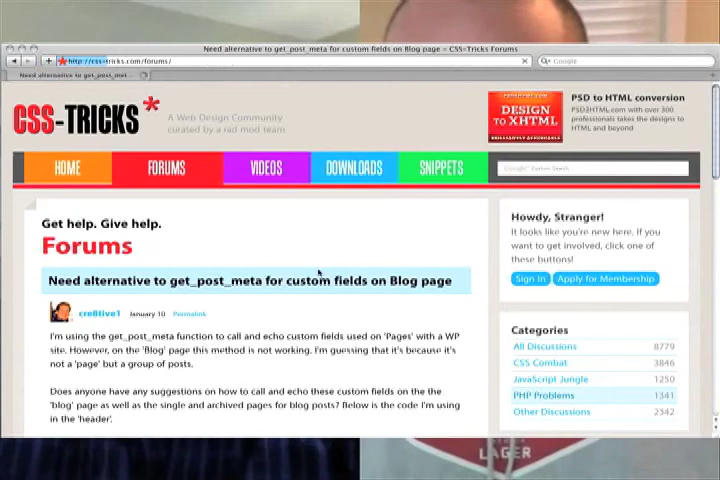 Need alternative to get_post_meta for custom fields on Blog page – CSS-Tricks Forums
http://css-tricks.com/forums/
Google
Need alternative to get_post_met...
CSS-TRICKS*
A Web Design Community
curated by a rad mod team
DESIGN
TO XHTML
PSD to HTML conversion
PSD2HTML.com with over 300
professionals takes the designs to
HTML and beyond
HOME
FORUMS
VIDEOS
DOWNLOADS
SNIPPETS
Google Custom Search
Get help. Give help.
Forums
Need alternative to get_post_meta for custom fields on Blog page
cre8live1 January 10 Permalink
I'm using the get_post_meta function to call and echo custom fields used on 'Pages' with a WP
site. However, on the 'Blog' page this method is not working. I'm guessing that it's because it's
not a 'page' but a group of posts.
Does anyone have any suggestions on how to call and echo these custom fields on the the
'blog' page as well as the single and archived pages for blog posts? Below is the code I'm using
in the 'header'.
Howdy, Stranger!
It looks like you're new here. If you
want to get involved, click one of
these buttons!
Sign In
Apply for Membership
Categories
All Discussions 8779
CSS Combat 3846
JavaScript Jungle 1250
PHP Problems 1341
Other Discussions 2342
LAGER